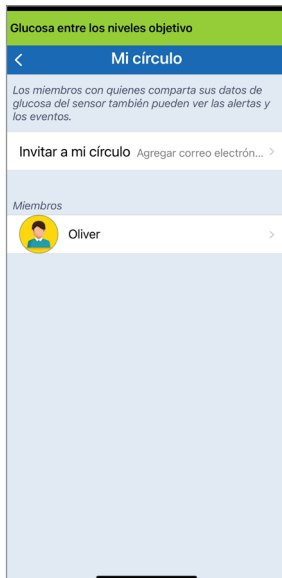 Glucosa entre los niveles objetivo
Mi círculo
Los miembros con quienes comparta sus datos de
glucosa del sensor también pueden ver las alertas y
los eventos.
Invitar a mi círculo Agregar correo electrón...
Miembros
Oliver